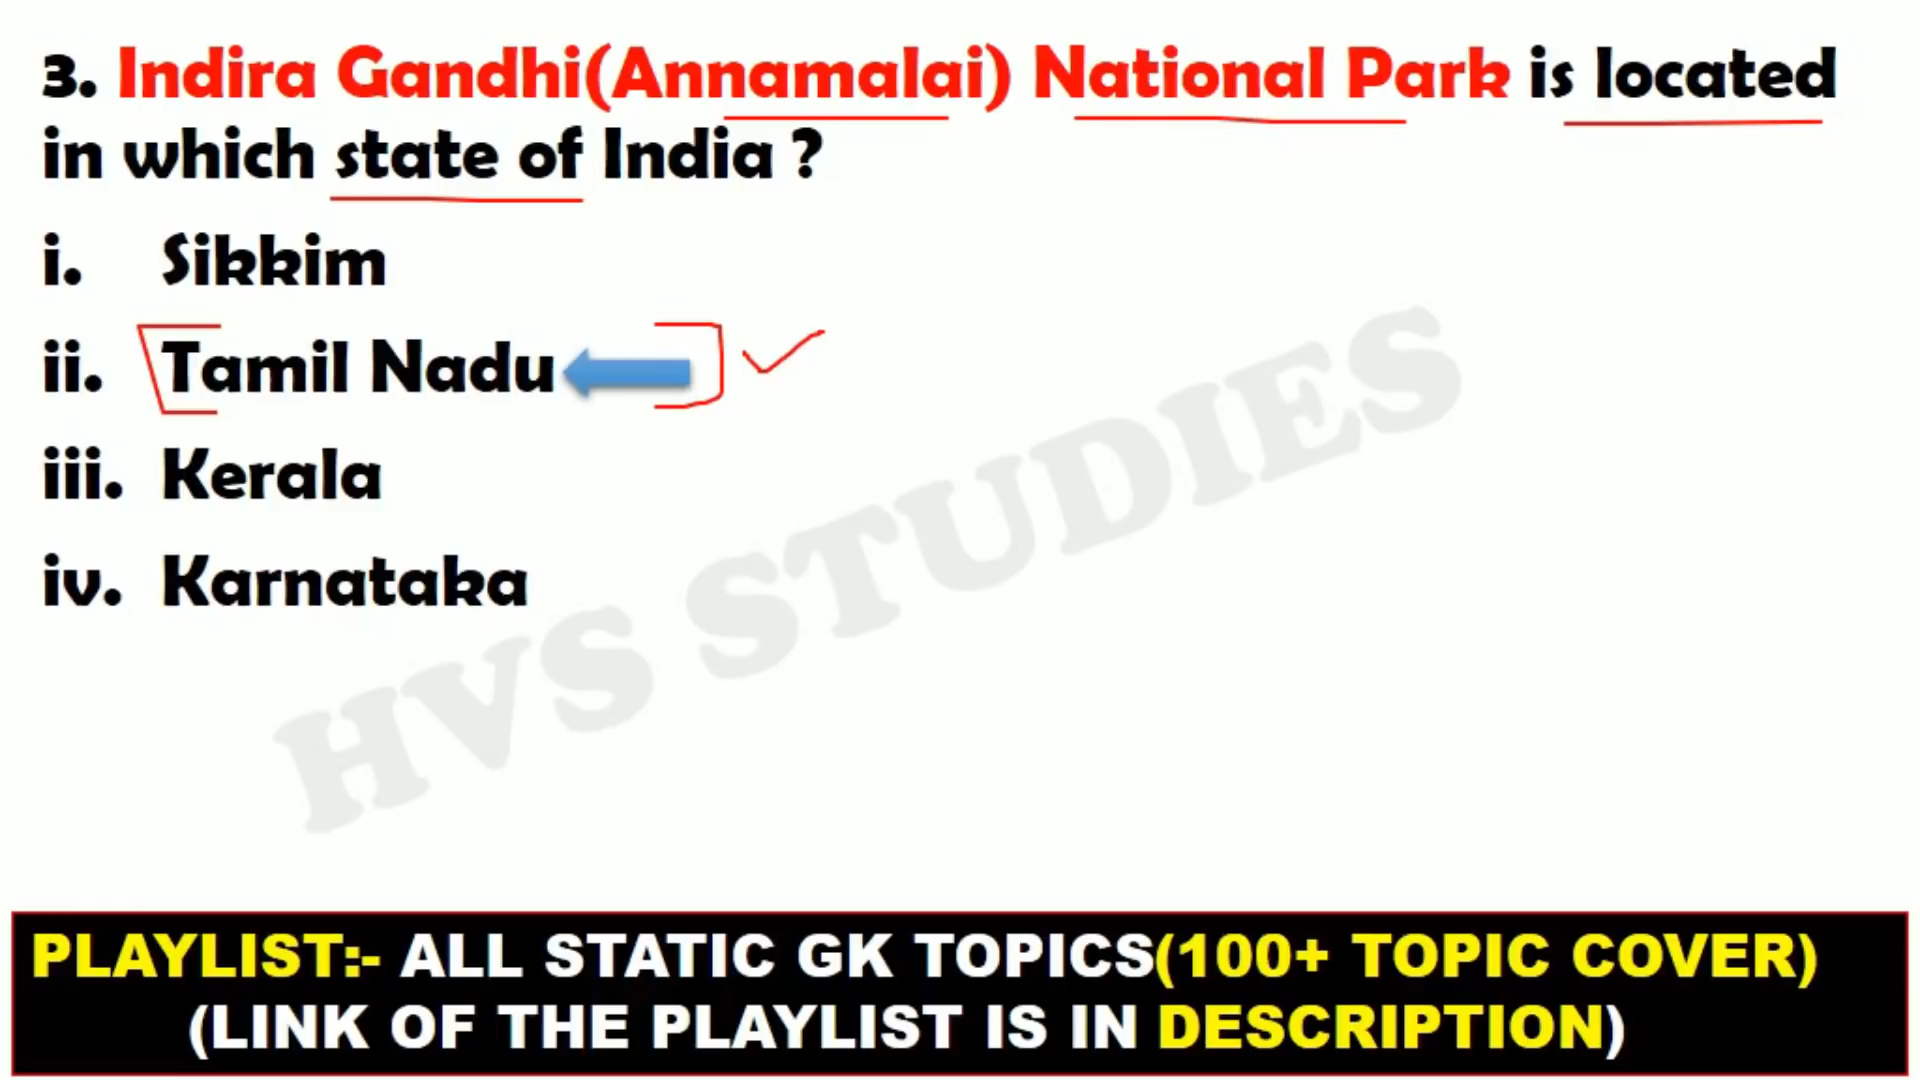 3. Indira Gandhi(Annamalai) National Park is located
in which state of India ?
i. Sikkim
ii. Tamil Nadu
iii. Kerala
iv. Karnataka
HVS STUDIES
PLAYLIST:- ALL STATIC GK TOPICS(100+ TOPIC COVER)
(LINK OF THE PLAYLIST IS IN DESCRIPTION)